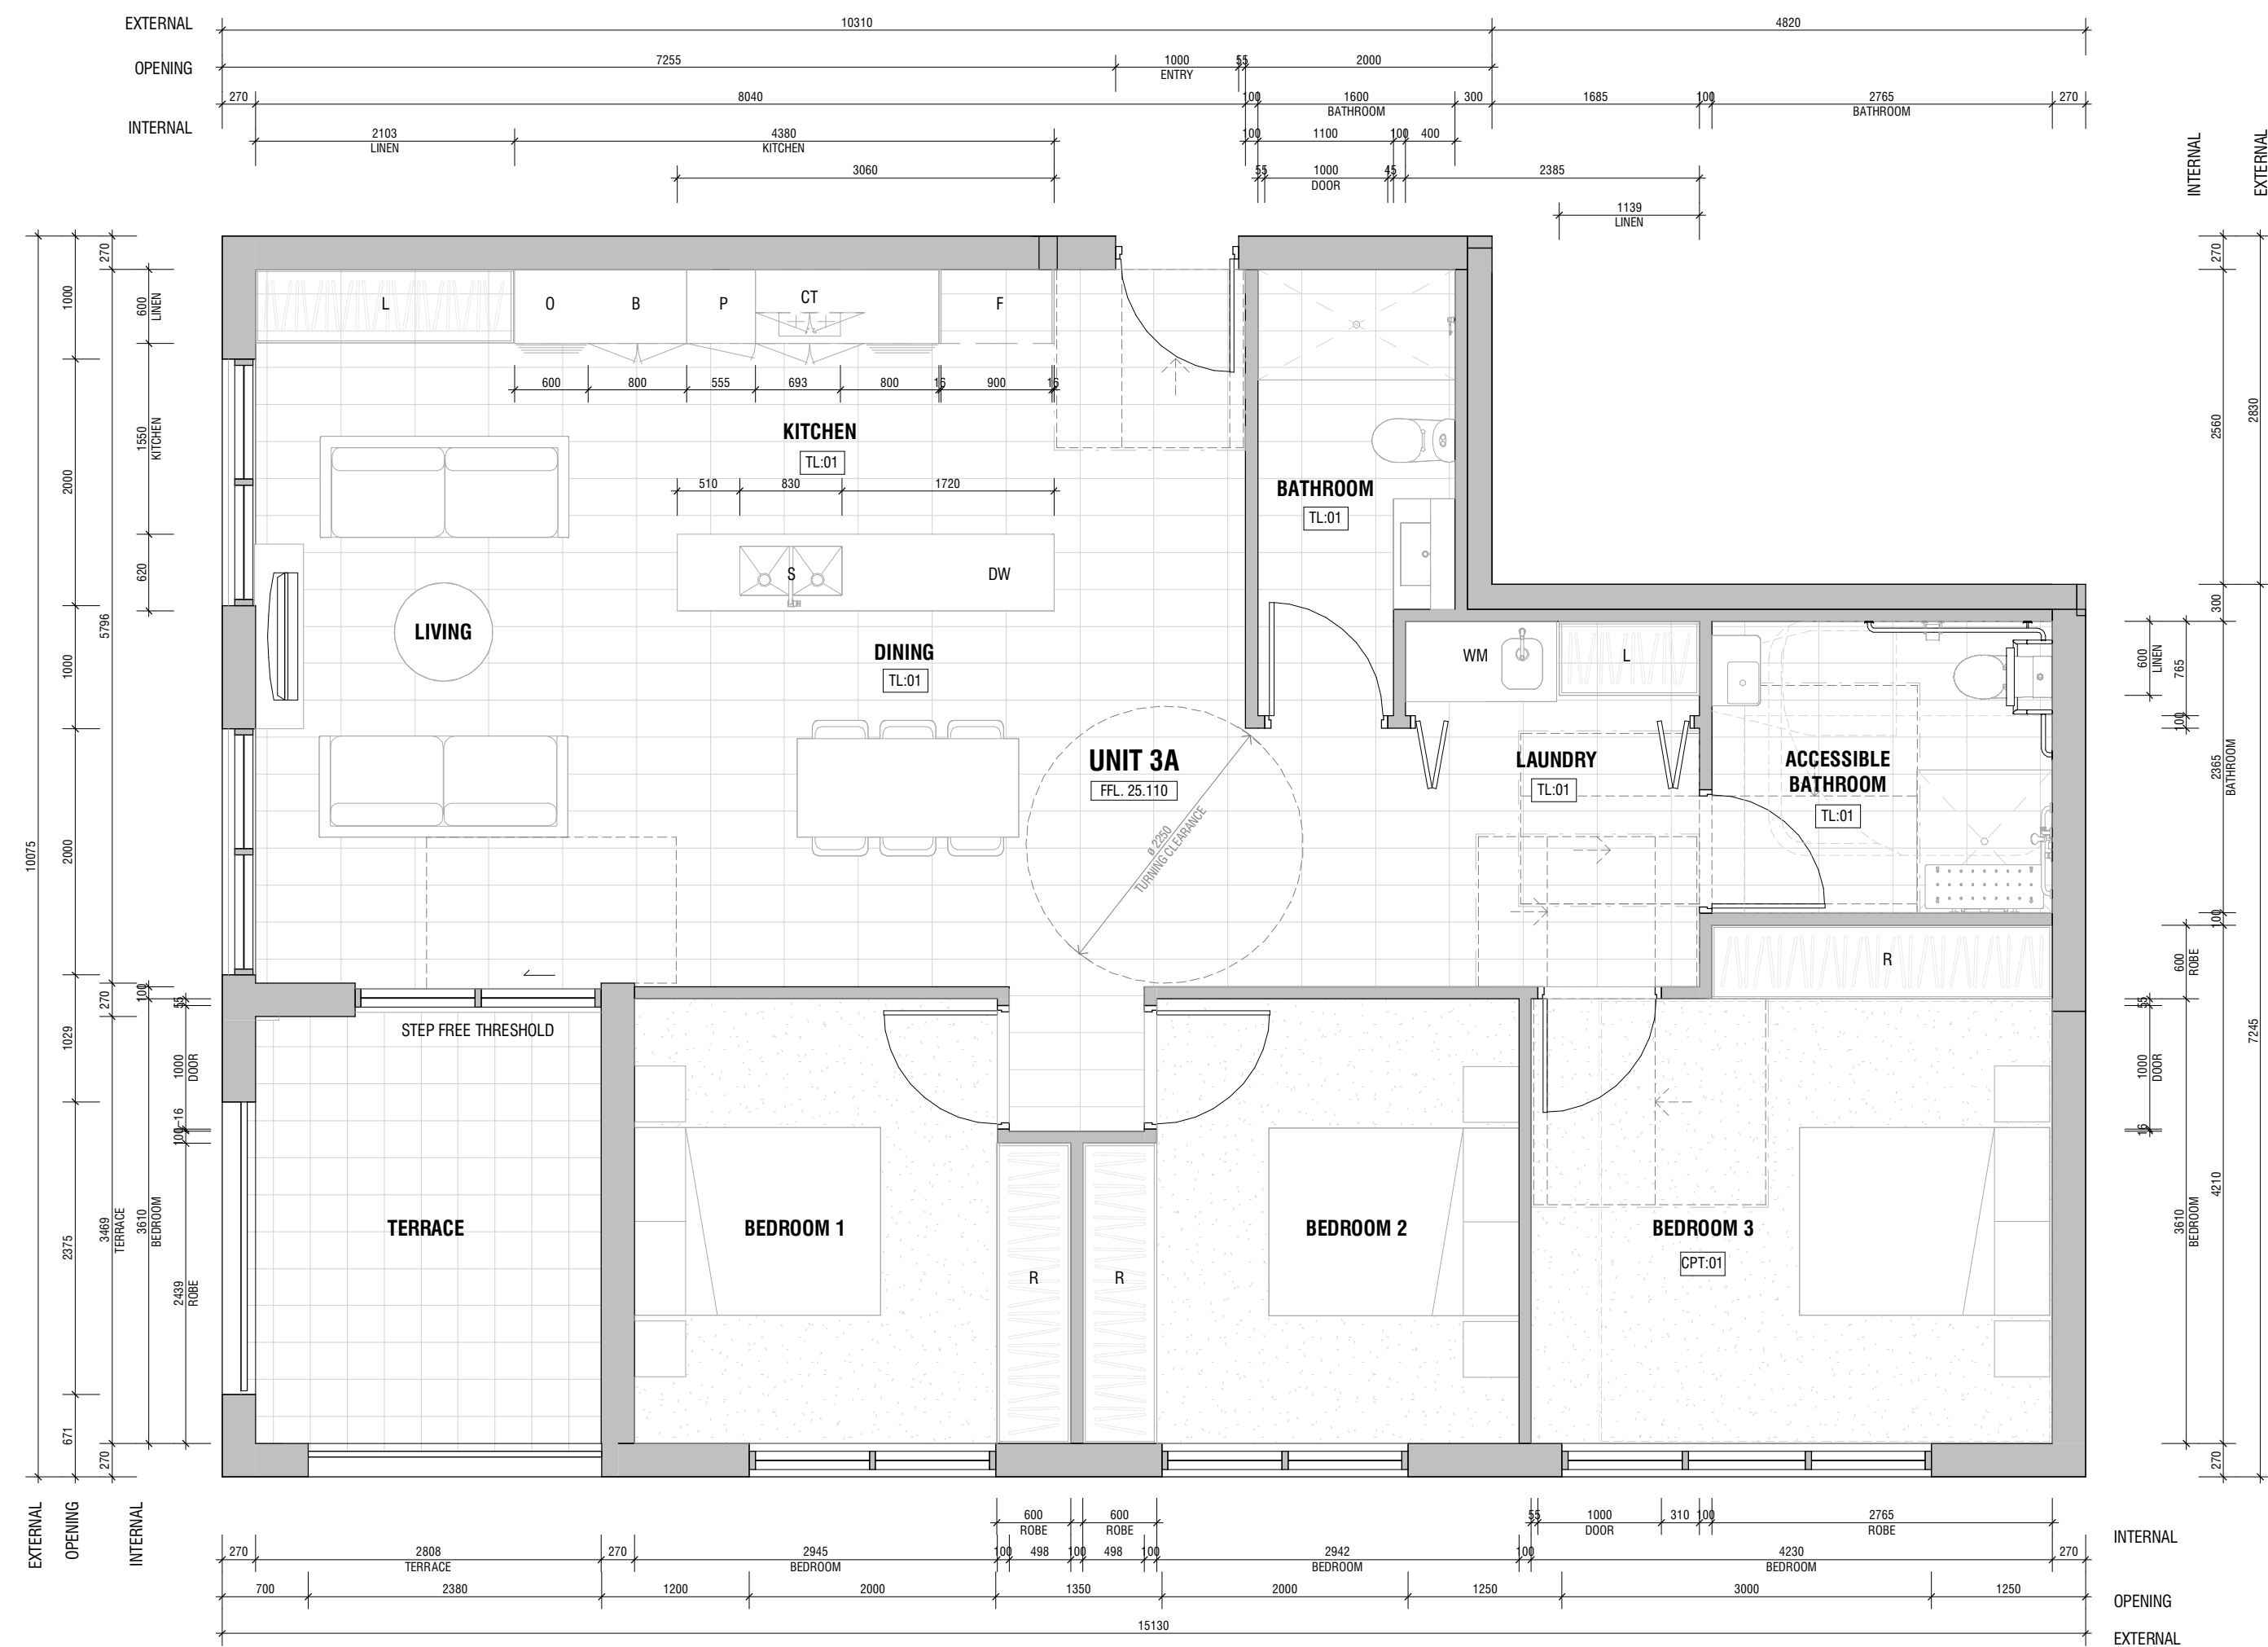 EXTERNAL
10310
4820
OPENING
7255
1000
ENTRY
55
2000
270
8040
100
1600
BATHROOM
300
1685
100
2765
BATHROOM
270
INTERNAL
2103
LINEN
4380
KITCHEN
100
1100
100
400
3060
55
1000
DOOR
45
2385
1139
LINEN
INTERNAL
EXTERNAL
10075
1000
2000
1000
2000
1029
2375
671
270
5796
270
3469
TERRACE
270
600
LINEN
1550
KITCHEN
620
100
3610
BEDROOM
55
1000
DOOR
16
100
2439
ROBE
L
O
B
P
CT
F
600
800
555
693
800
16
900
16
KITCHEN
TL:01
510
830
1720
S
DW
LIVING
DINING
TL:01
BATHROOM
TL:01
WM
L
UNIT 3A
FFL. 25.110
ø 2250
TURNING CLEARANCE
LAUNDRY
TL:01
ACCESSIBLE
BATHROOM
TL:01
R
STEP FREE THRESHOLD
TERRACE
BEDROOM 1
R
R
BEDROOM 2
BEDROOM 3
CPT:01
600
LINEN
765
100
270
2560
300
2365
BATHROOM
100
2830
7245
600
ROBE
55
1000
DOOR
16
3610
BEDROOM
4210
270
EXTERNAL
OPENING
INTERNAL
600
ROBE
600
ROBE
55
1000
DOOR
310
100
2765
ROBE
INTERNAL
270
2808
TERRACE
270
2945
BEDROOM
100
498
100
498
100
2942
BEDROOM
100
4230
BEDROOM
270
700
2380
1200
2000
1350
2000
1250
3000
1250
OPENING
15130
EXTERNAL